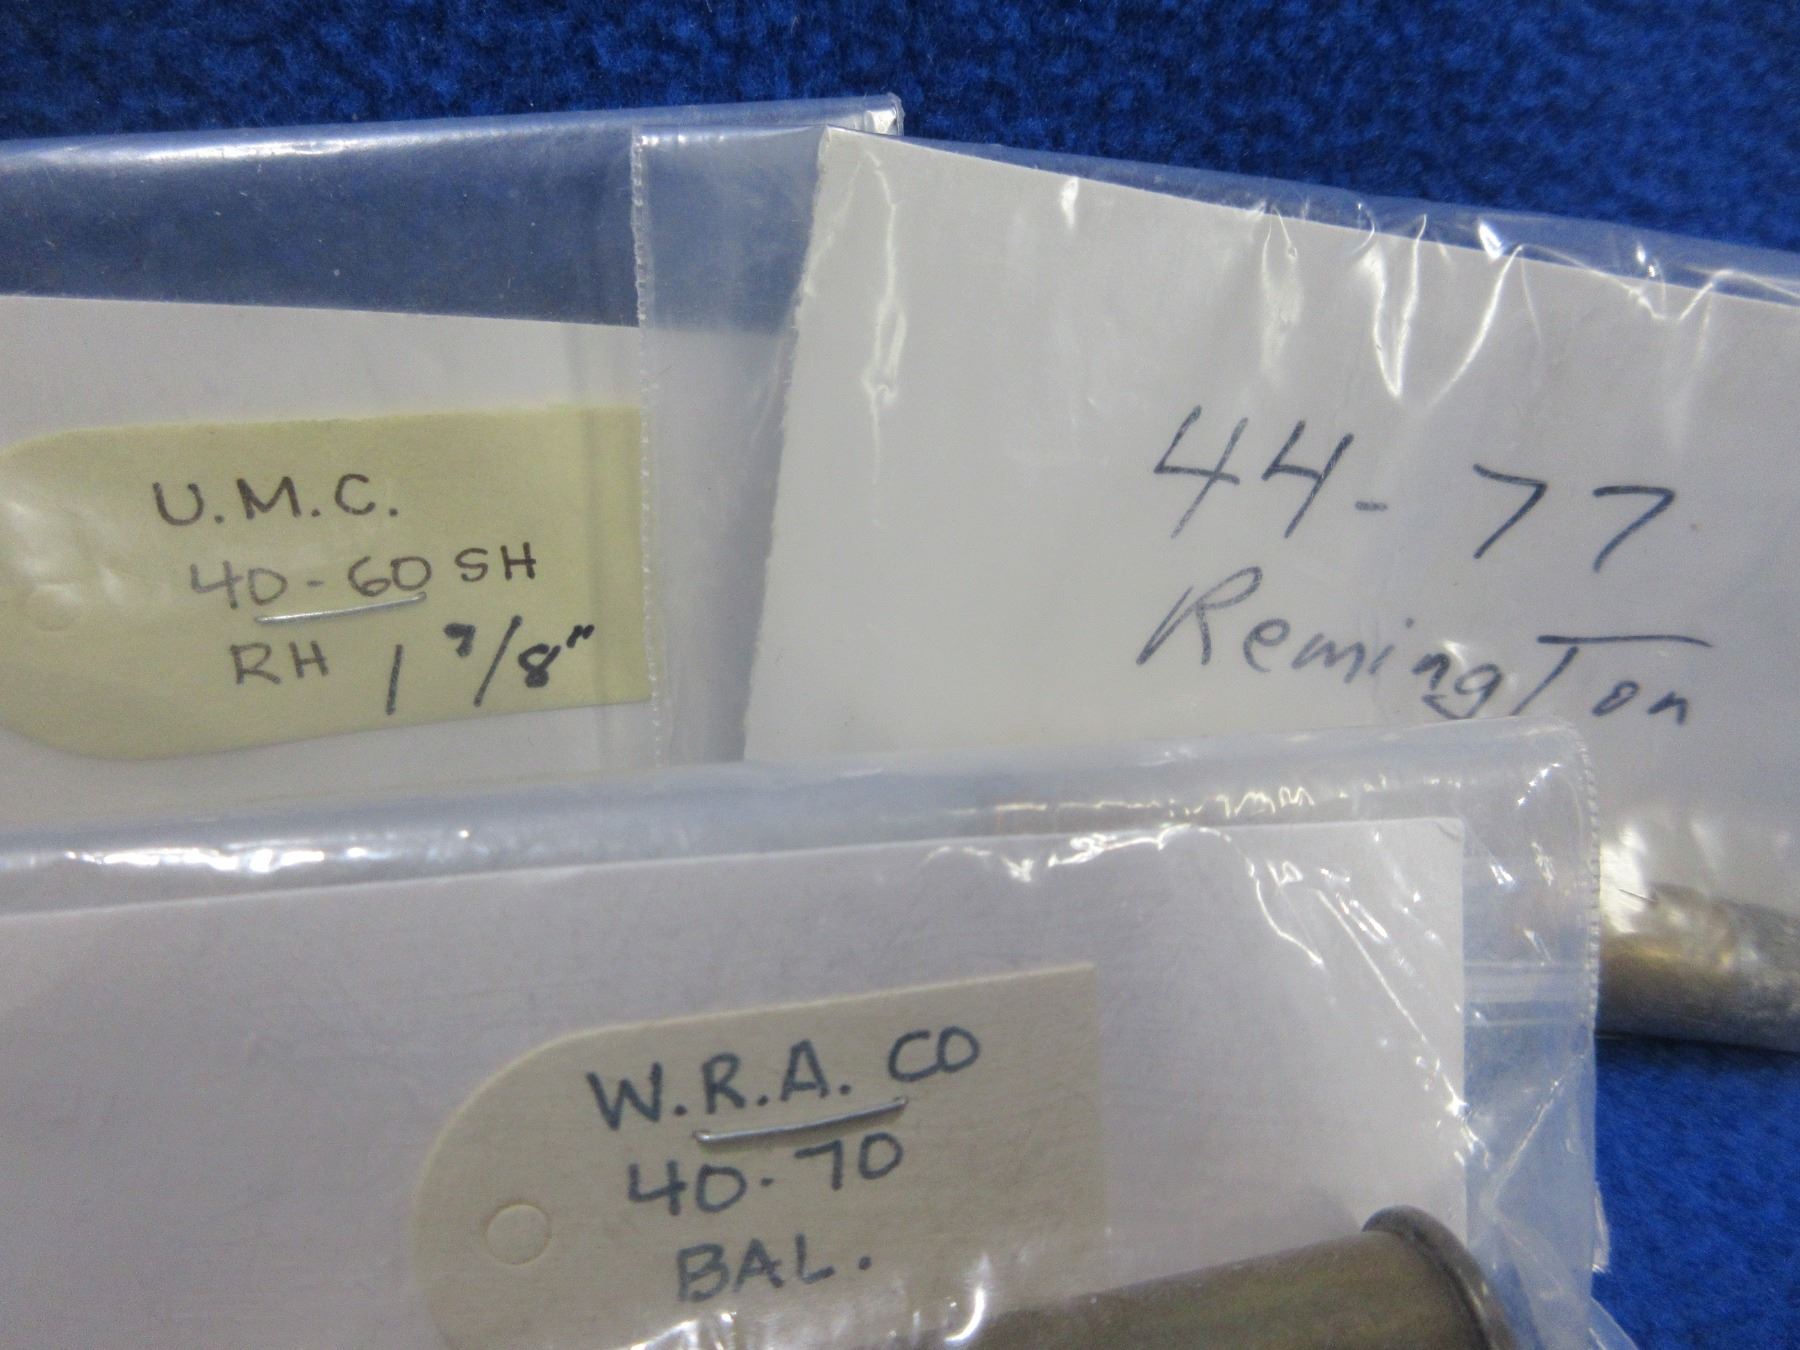 U.M.C.
40-60 SH
RH 1 7/8"
44-77
Remington
W.R.A. CO
40-70
BAL.